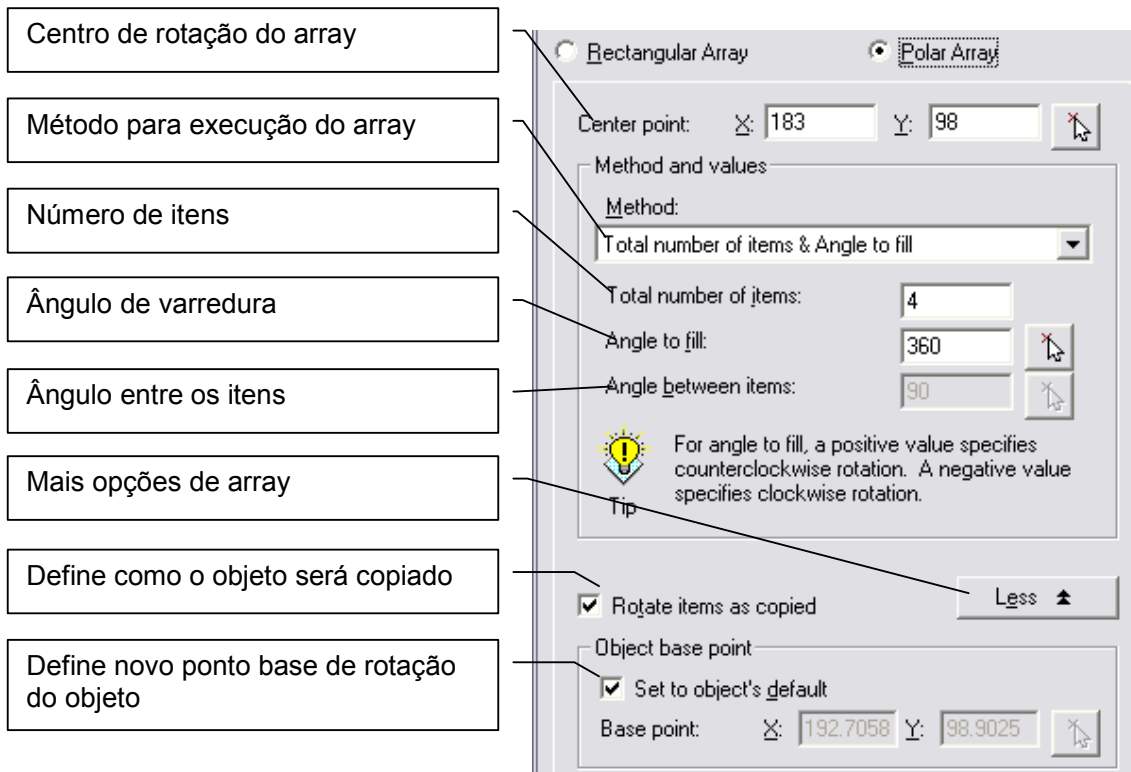 Centro de rotação do array
Método para execução do array
Número de itens
Ângulo de varredura
Ângulo entre os itens
Mais opções de array
Define como o objeto será copiado
Define novo ponto base de rotação
do objeto
Rectangular Array
Polar Array
Center point: X: 183 Y: 98
Method and values
Method:
Total number of items & Angle to fill
Total number of items: 4
Angle to fill: 360
Angle between items: 90
For angle to fill, a positive value specifies
counterclockwise rotation. A negative value
specifies clockwise rotation.
Tip
Rotate items as copied
Less
Object base point
Set to object's default
Base point: X: 192.7058 Y: 98.9025